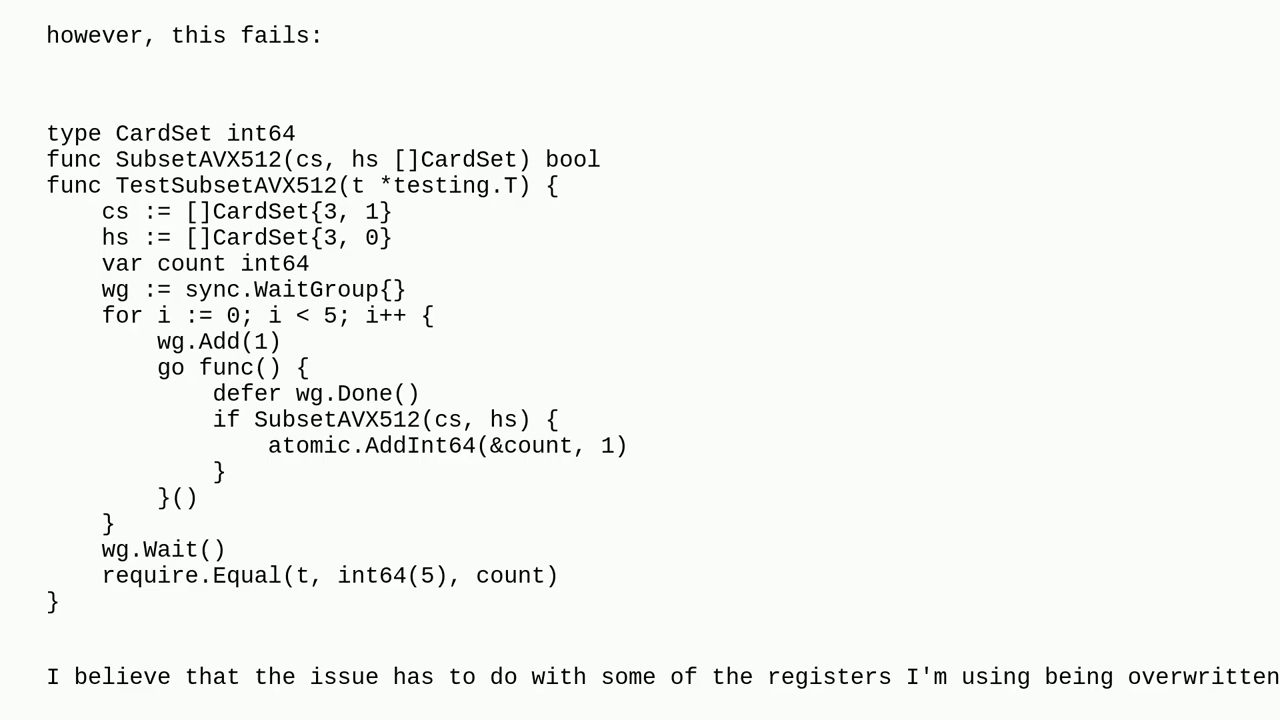 however, this fails:
type CardSet int64
func SubsetAVX512(cs, hs []CardSet) bool
func TestSubsetAVX512(t *testing.T) {
    cs := []CardSet{3, 1}
    hs := []CardSet{3, 0}
    var count int64
    wg := sync.WaitGroup{}
    for i := 0; i < 5; i++ {
        wg.Add(1)
        go func() {
            defer wg.Done()
            if SubsetAVX512(cs, hs) {
                atomic.AddInt64(&count, 1)
            }
        }()
    }
    wg.Wait()
    require.Equal(t, int64(5), count)
}
I believe that the issue has to do with some of the registers I'm using being overwritten